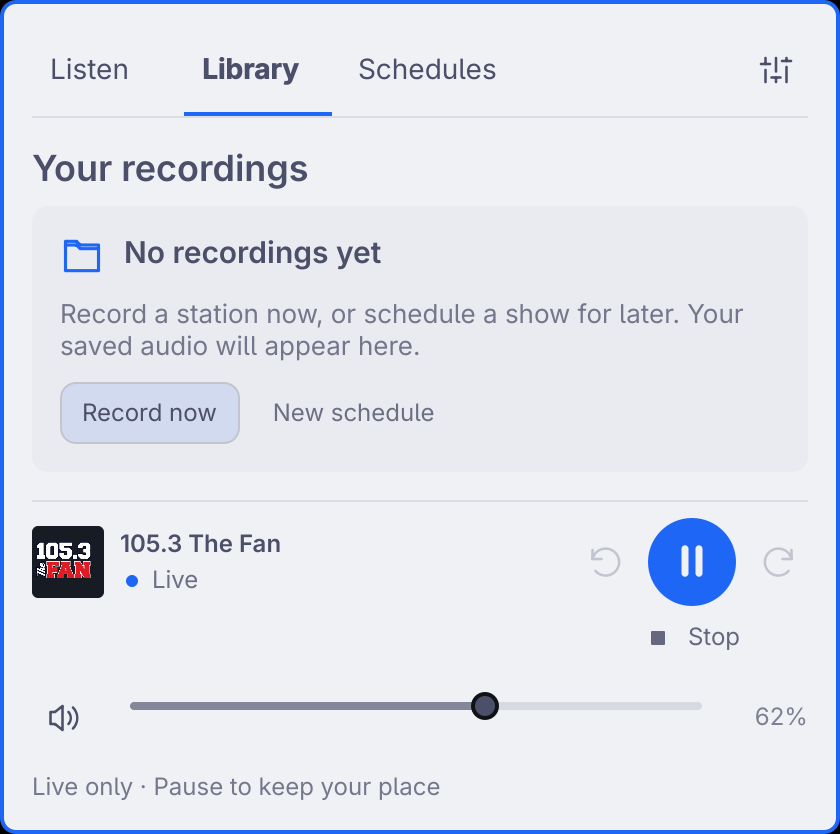 Listen Library Schedules
Your recordings
No recordings yet
Record a station now, or schedule a show for later. Your
saved audio will appear here.
Record now New schedule
105.3
The FAN
105.3 The Fan
Live
Stop
62%
Live only · Pause to keep your place